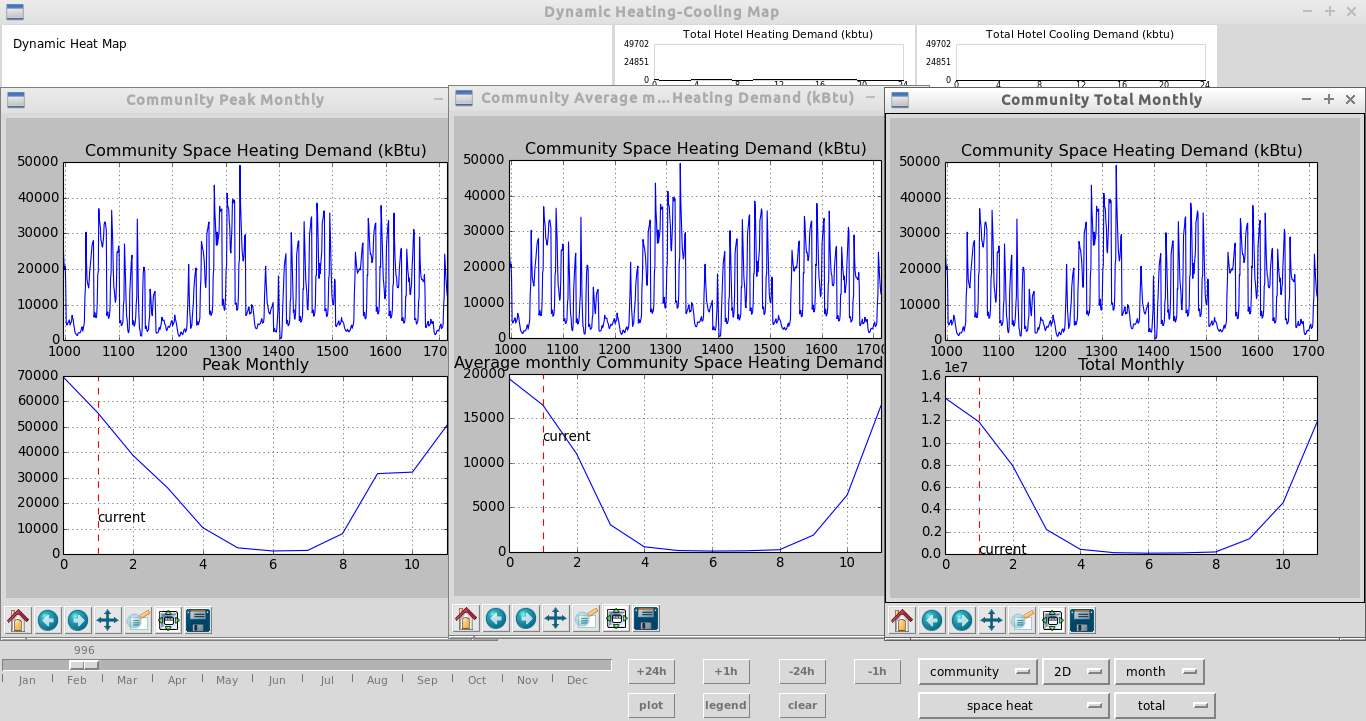 Dynamic Heating-Cooling Map
Dynamic Heat Map
Total Hotel Heating Demand (kbtu)
49702
24851
0
0 4 8 12 16 20 24
Total Hotel Cooling Demand (kbtu)
49702
24851
0
0 4 8 12 16 20 24
Community Peak Monthly
Community Space Heating Demand (kBtu)
50000
40000
30000
20000
10000
0
1000 1100 1200 1300 1400 1500 1600 1700
Peak Monthly
70000
60000
50000
40000
30000
20000
10000
0
current
0 2 4 6 8 10
Community Average m...Heating Demand (kBtu)
Community Space Heating Demand (kBtu)
50000
40000
30000
20000
10000
0
1000 1100 1200 1300 1400 1500 1600 1700
Average monthly Community Space Heating Demand
20000
15000
10000
5000
0
current
0 2 4 6 8 10
Community Total Monthly
Community Space Heating Demand (kBtu)
50000
40000
30000
20000
10000
0
1000 1100 1200 1300 1400 1500 1600 1700
1e7
Total Monthly
1.6
1.4
1.2
1.0
0.8
0.6
0.4
0.2
0.0
current
0 2 4 6 8 10
996
Jan Feb Mar Apr May Jun Jul Aug Sep Oct Nov Dec
+24h +1h -24h -1h
plot legend clear
community 2D month
space heat total